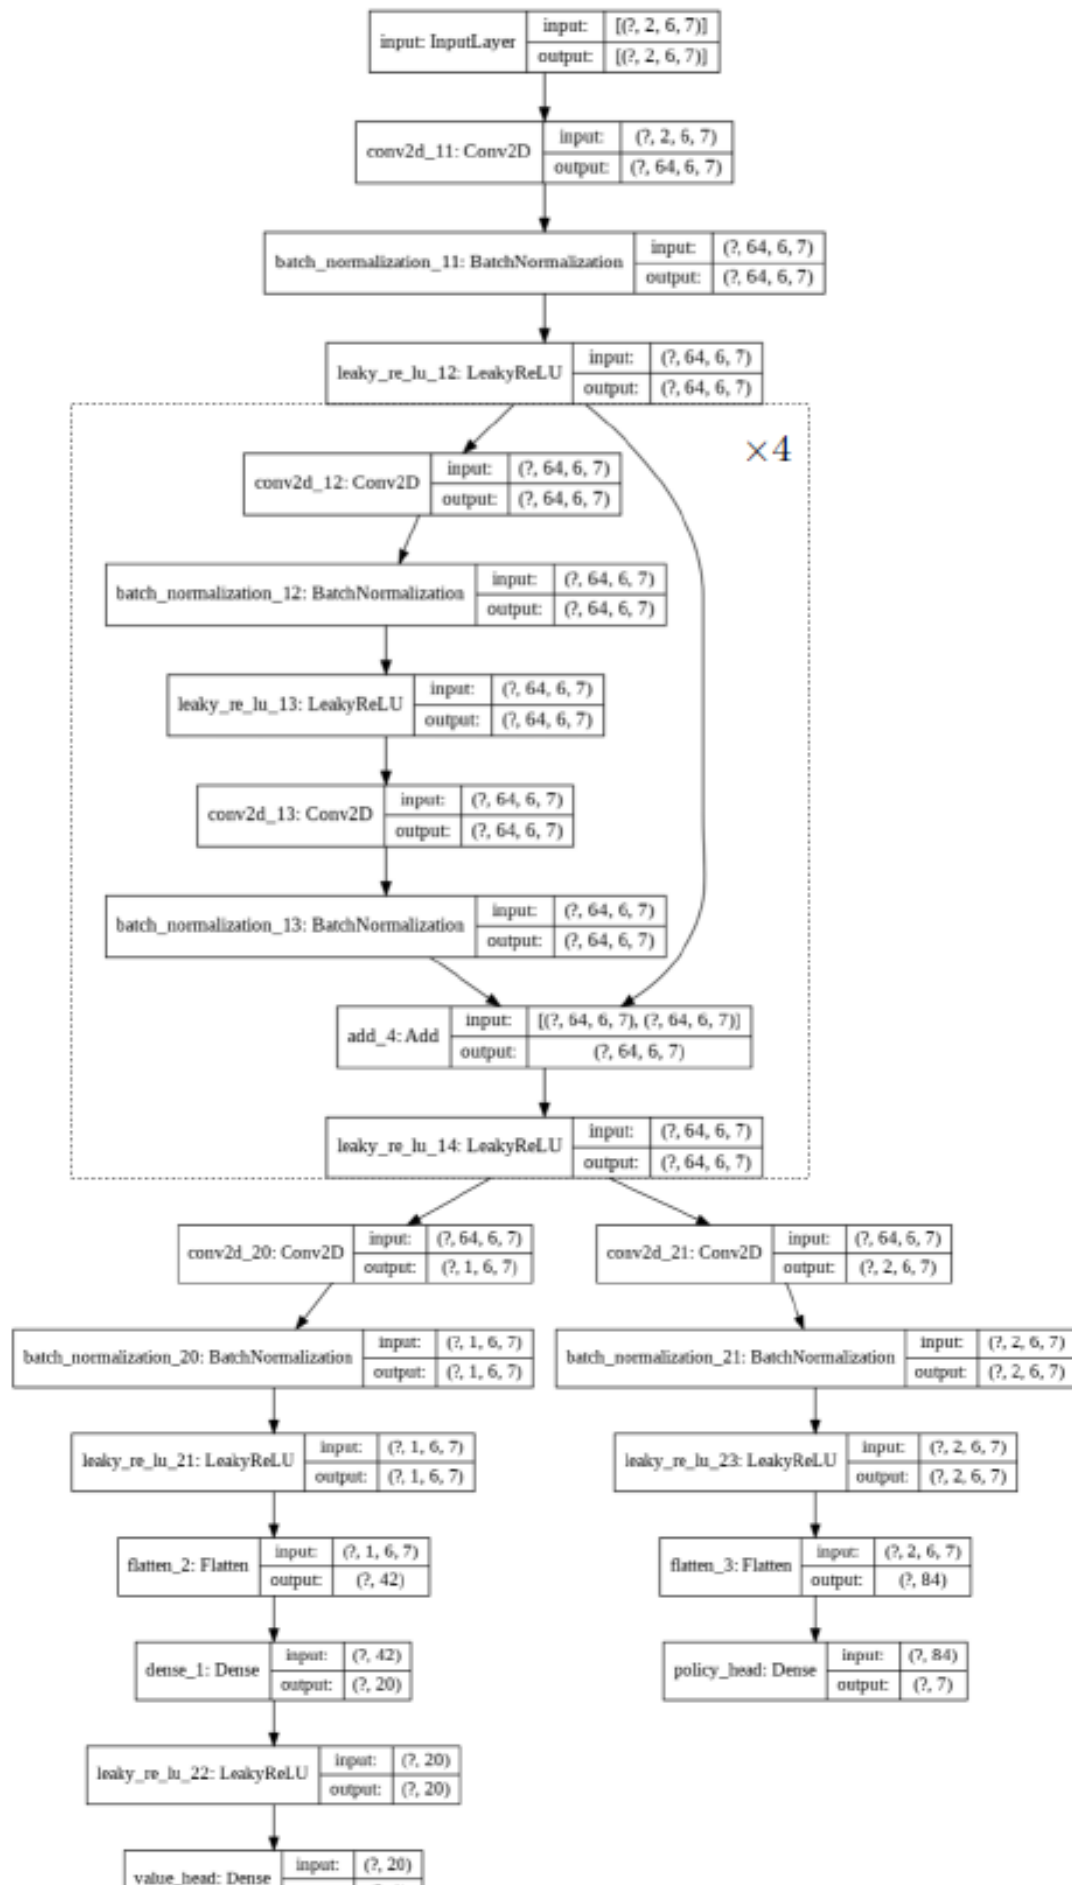 input: InputLayer input: [(?, 2, 6, 7)]
output: [(?, 2, 6, 7)]
conv2d_11: Conv2D input: (?, 2, 6, 7)
output: (?, 64, 6, 7)
batch_normalization_11: BatchNormalization input: (?, 64, 6, 7)
output: (?, 64, 6, 7)
leaky_re_lu_12: LeakyReLU input: (?, 64, 6, 7)
output: (?, 64, 6, 7)
×4
conv2d_12: Conv2D input: (?, 64, 6, 7)
output: (?, 64, 6, 7)
batch_normalization_12: BatchNormalization input: (?, 64, 6, 7)
output: (?, 64, 6, 7)
leaky_re_lu_13: LeakyReLU input: (?, 64, 6, 7)
output: (?, 64, 6, 7)
conv2d_13: Conv2D input: (?, 64, 6, 7)
output: (?, 64, 6, 7)
batch_normalization_13: BatchNormalization input: (?, 64, 6, 7)
output: (?, 64, 6, 7)
add_4: Add input: [(?, 64, 6, 7), (?, 64, 6, 7)]
output: (?, 64, 6, 7)
leaky_re_lu_14: LeakyReLU input: (?, 64, 6, 7)
output: (?, 64, 6, 7)
conv2d_20: Conv2D input: (?, 64, 6, 7)
output: (?, 1, 6, 7)
batch_normalization_20: BatchNormalization input: (?, 1, 6, 7)
output: (?, 1, 6, 7)
leaky_re_lu_21: LeakyReLU input: (?, 1, 6, 7)
output: (?, 1, 6, 7)
flatten_2: Flatten input: (?, 1, 6, 7)
output: (?, 42)
dense_1: Dense input: (?, 42)
output: (?, 20)
leaky_re_lu_22: LeakyReLU input: (?, 20)
output: (?, 20)
value_head: Dense input: (?, 20)
conv2d_21: Conv2D input: (?, 64, 6, 7)
output: (?, 2, 6, 7)
batch_normalization_21: BatchNormalization input: (?, 2, 6, 7)
output: (?, 2, 6, 7)
leaky_re_lu_23: LeakyReLU input: (?, 2, 6, 7)
output: (?, 2, 6, 7)
flatten_3: Flatten input: (?, 2, 6, 7)
output: (?, 84)
policy_head: Dense input: (?, 84)
output: (?, 7)